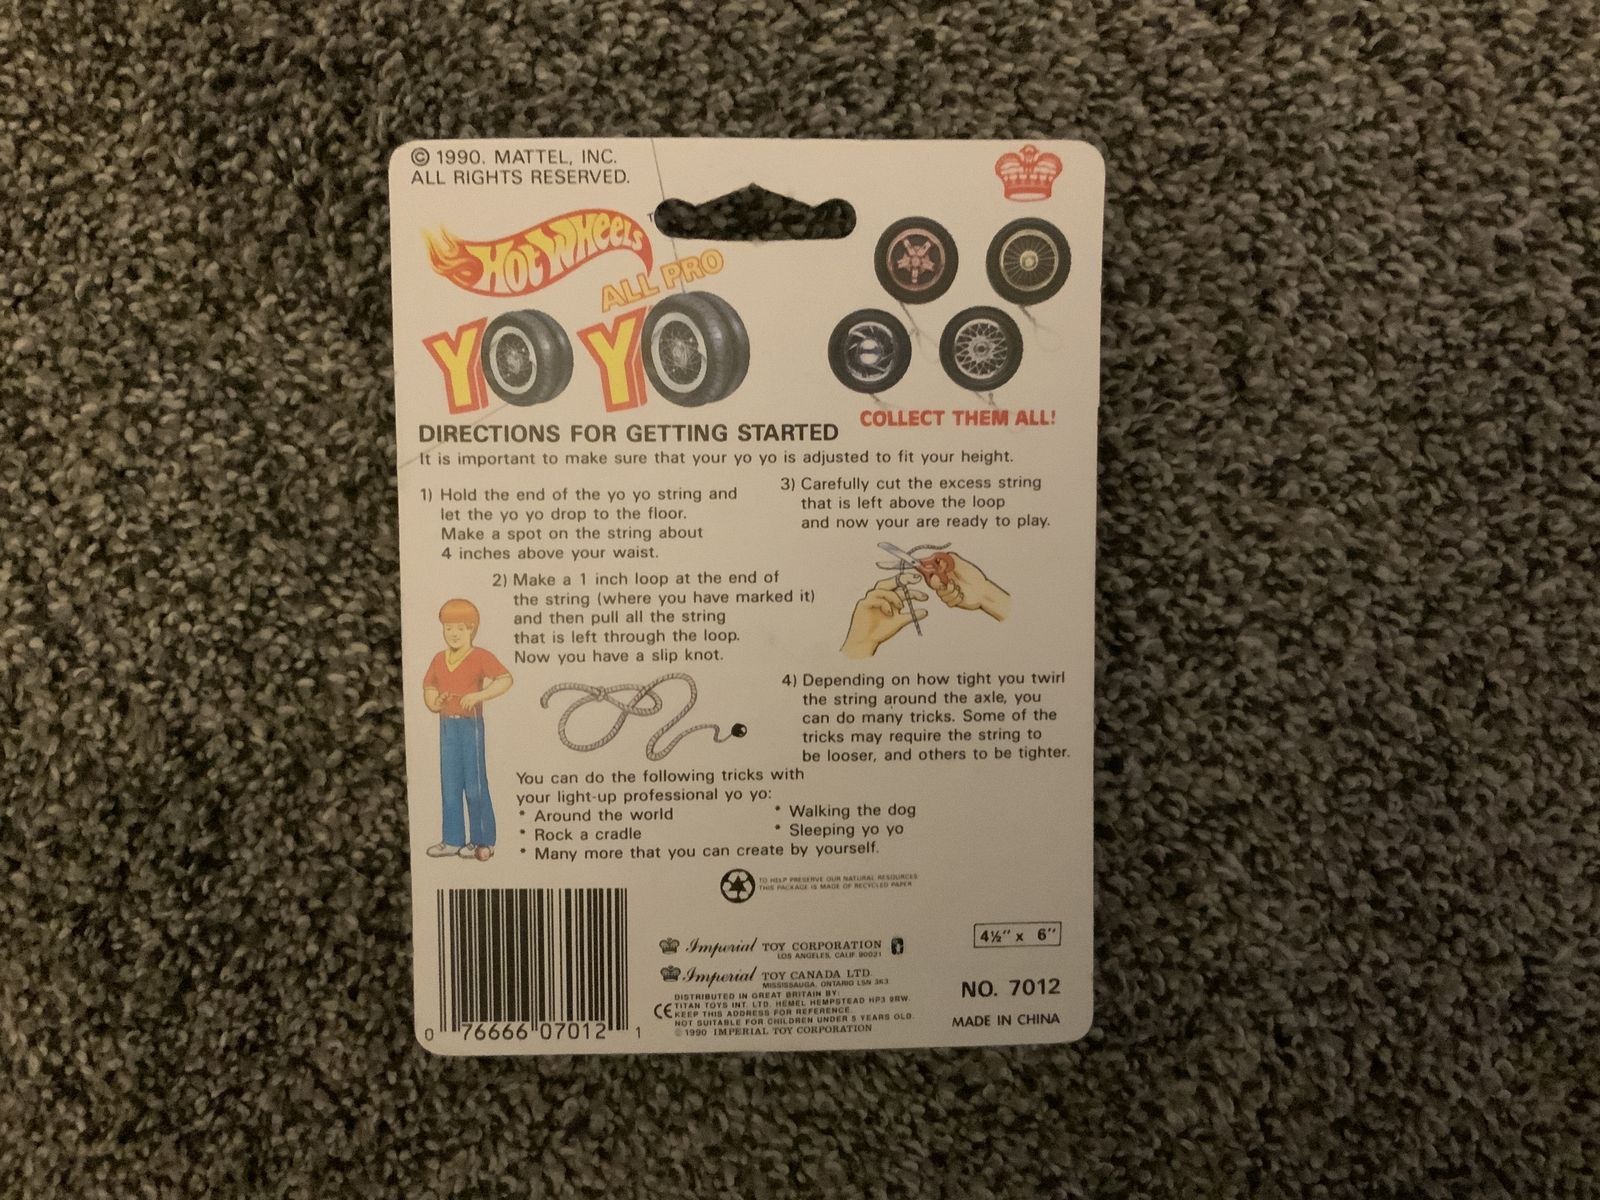 © 1990. MATTEL, INC.
ALL RIGHTS RESERVED.
HOT WHEELS
TM
ALL PRO
YO YO
COLLECT THEM ALL!
DIRECTIONS FOR GETTING STARTED
It is important to make sure that your yo yo is adjusted to fit your height.
1) Hold the end of the yo yo string and
let the yo yo drop to the floor.
Make a spot on the string about
4 inches above your waist.
2) Make a 1 inch loop at the end of
the string (where you have marked it)
and then pull all the string
that is left through the loop.
Now you have a slip knot.
3) Carefully cut the excess string
that is left above the loop
and now your are ready to play.
4) Depending on how tight you twirl
the string around the axle, you
can do many tricks. Some of the
tricks may require the string to
be looser, and others to be tighter.
You can do the following tricks with
your light-up professional yo yo:
* Around the world
* Walking the dog
* Rock a cradle
* Sleeping yo yo
* Many more that you can create by yourself.
TO HELP PRESERVE OUR NATURAL RESOURCES
THIS PACKAGE IS MADE OF RECYCLED PAPER
0 76666 07012 1
Imperial TOY CORPORATION
LOS ANGELES, CALIF. 90021
Imperial TOY CANADA LTD.
MISSISSAUGA, ONTARIO L5N 3K3
DISTRIBUTED IN GREAT BRITAIN BY:
TITAN TOYS INT. LTD. HEMEL HEMPSTEAD HP3 9RW.
CE KEEP THIS ADDRESS FOR REFERENCE.
NOT SUITABLE FOR CHILDREN UNDER 5 YEARS OLD.
© 1990 IMPERIAL TOY CORPORATION
4½" x 6"
NO. 7012
MADE IN CHINA